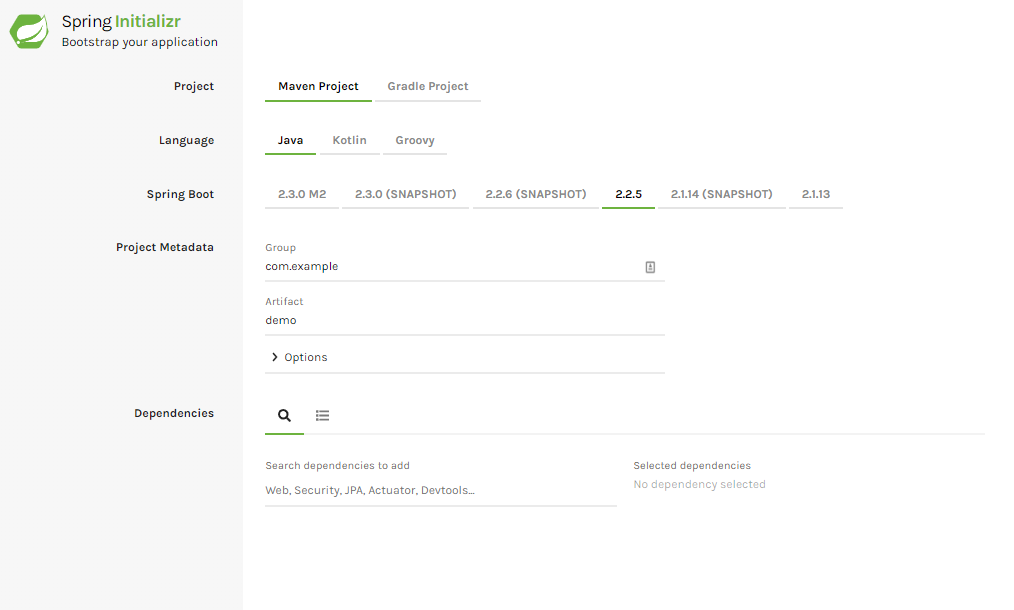 Spring Initializr
Bootstrap your application
Project
Maven Project Gradle Project
Language
Java Kotlin Groovy
Spring Boot
2.3.0 M2 2.3.0 (SNAPSHOT) 2.2.6 (SNAPSHOT) 2.2.5 2.1.14 (SNAPSHOT) 2.1.13
Project Metadata
Group
com.example
Artifact
demo
Options
Dependencies
Search dependencies to add
Web, Security, JPA, Actuator, Devtools...
Selected dependencies
No dependency selected